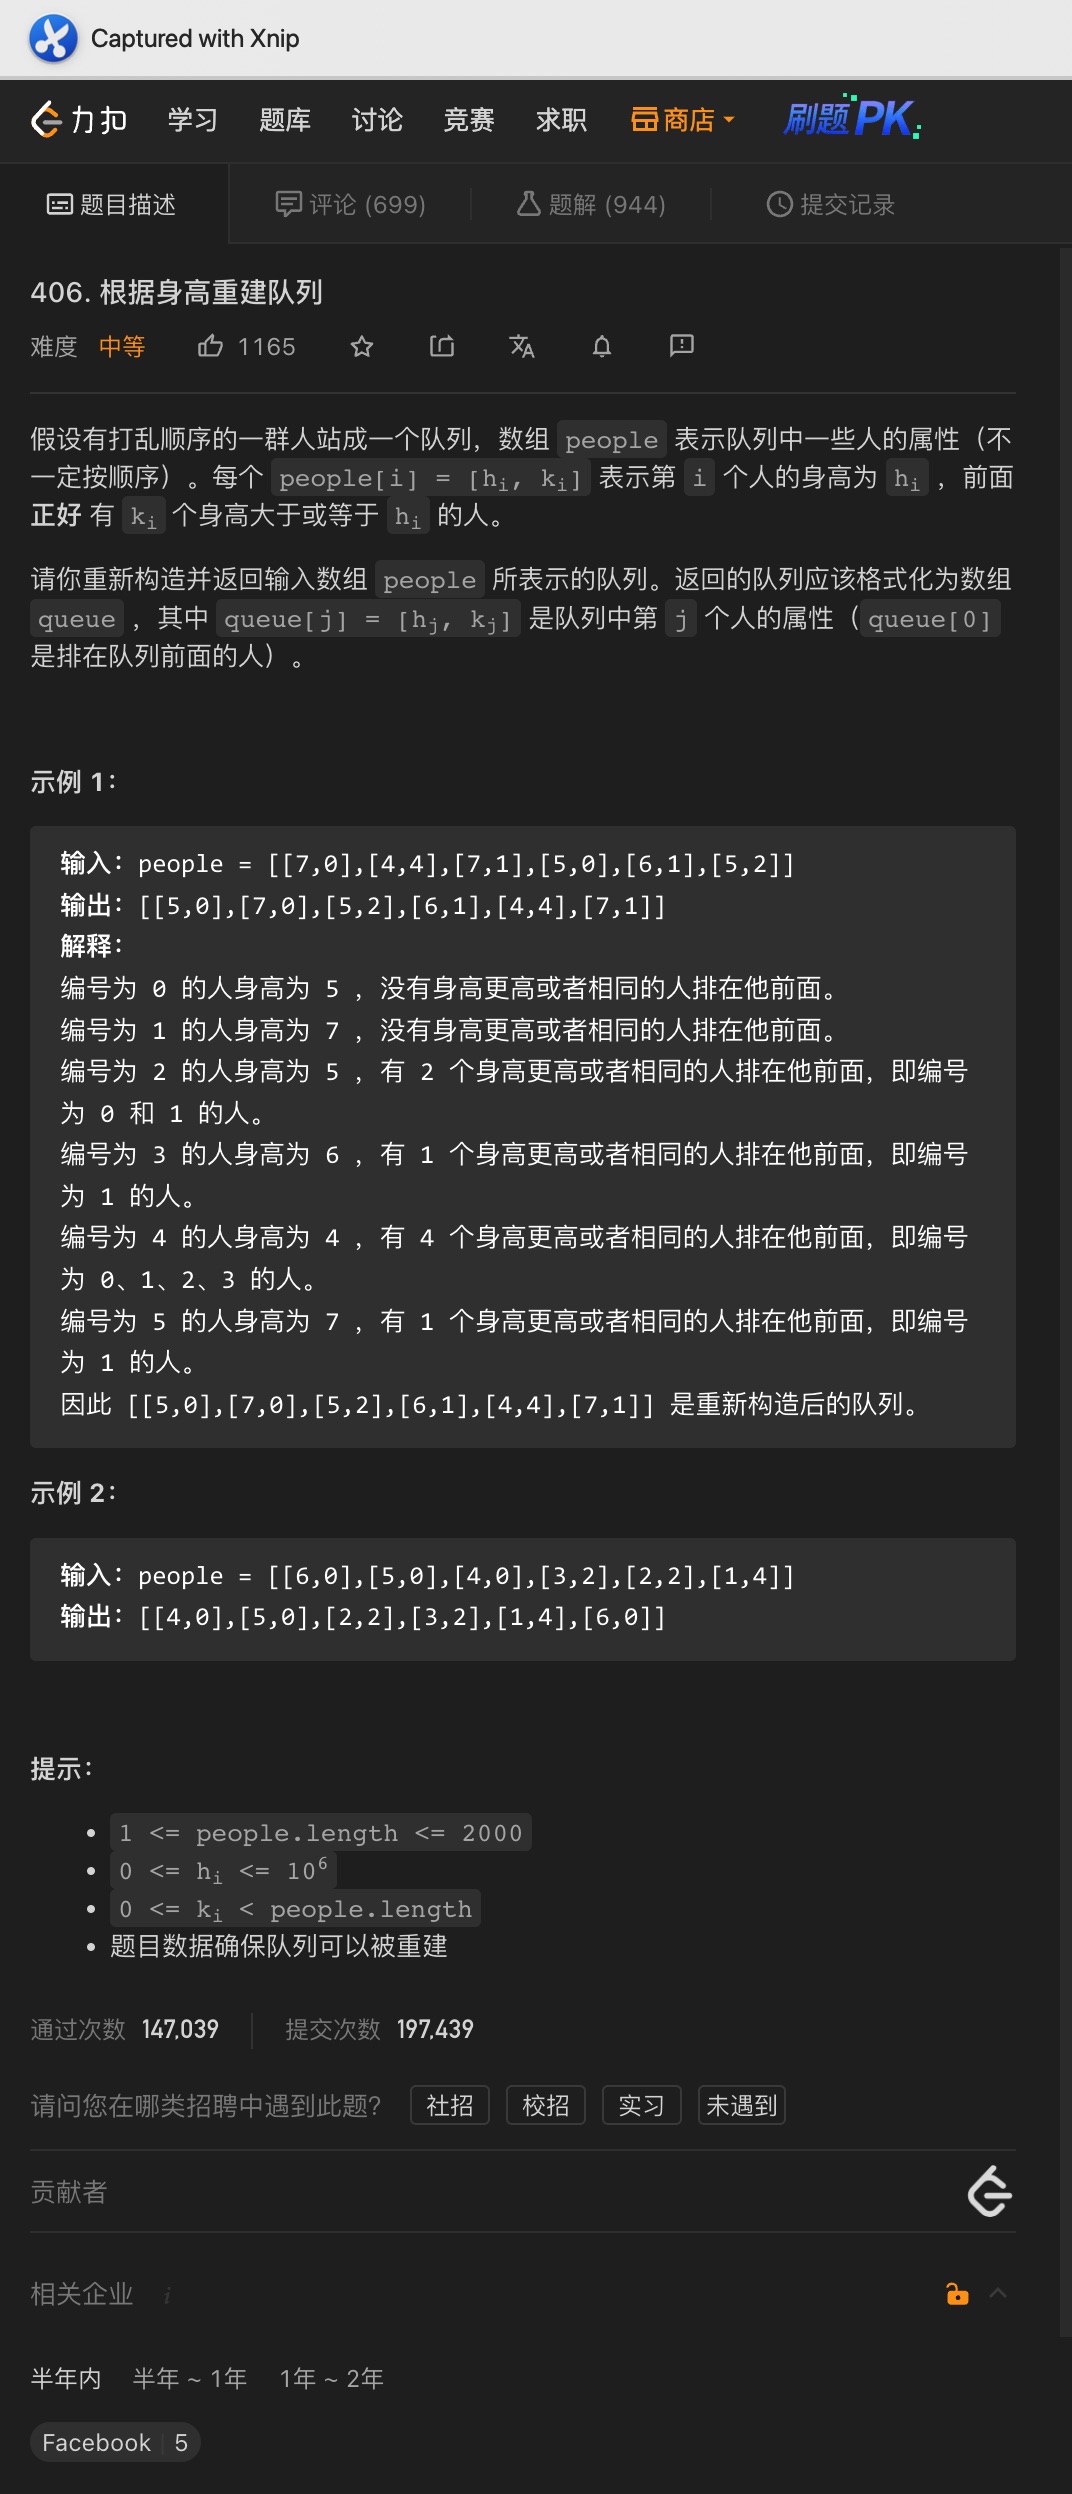 Captured with Xnip
力扣 学习 题库 讨论 竞赛 求职 商店 刷题PK.
题目描述 评论 (699) 题解 (944) 提交记录
406. 根据身高重建队列
难度 中等 1165
假设有打乱顺序的一群人站成一个队列，数组 people 表示队列中一些人的属性（不
一定按顺序）。每个 people[i] = [hi, ki] 表示第 i 个人的身高为 hi ，前面
正好 有 ki 个身高大于或等于 hi 的人。
请你重新构造并返回输入数组 people 所表示的队列。返回的队列应该格式化为数组
queue ，其中 queue[j] = [hj, kj] 是队列中第 j 个人的属性（queue[0]
是排在队列前面的人）。
示例 1：
输入：people = [[7,0],[4,4],[7,1],[5,0],[6,1],[5,2]]
输出：[[5,0],[7,0],[5,2],[6,1],[4,4],[7,1]]
解释：
编号为 0 的人身高为 5 ，没有身高更高或者相同的人排在他前面。
编号为 1 的人身高为 7 ，没有身高更高或者相同的人排在他前面。
编号为 2 的人身高为 5 ，有 2 个身高更高或者相同的人排在他前面，即编号
为 0 和 1 的人。
编号为 3 的人身高为 6 ，有 1 个身高更高或者相同的人排在他前面，即编号
为 1 的人。
编号为 4 的人身高为 4 ，有 4 个身高更高或者相同的人排在他前面，即编号
为 0、1、2、3 的人。
编号为 5 的人身高为 7 ，有 1 个身高更高或者相同的人排在他前面，即编号
为 1 的人。
因此 [[5,0],[7,0],[5,2],[6,1],[4,4],[7,1]] 是重新构造后的队列。
示例 2：
输入：people = [[6,0],[5,0],[4,0],[3,2],[2,2],[1,4]]
输出：[[4,0],[5,0],[2,2],[3,2],[1,4],[6,0]]
提示：
• 1 <= people.length <= 2000
• 0 <= hi <= 10⁶
• 0 <= ki < people.length
• 题目数据确保队列可以被重建
通过次数 147,039 提交次数 197,439
请问您在哪类招聘中遇到此题? 社招 校招 实习 未遇到
贡献者
相关企业 i
半年内 半年 ~ 1年 1年 ~ 2年
Facebook 5